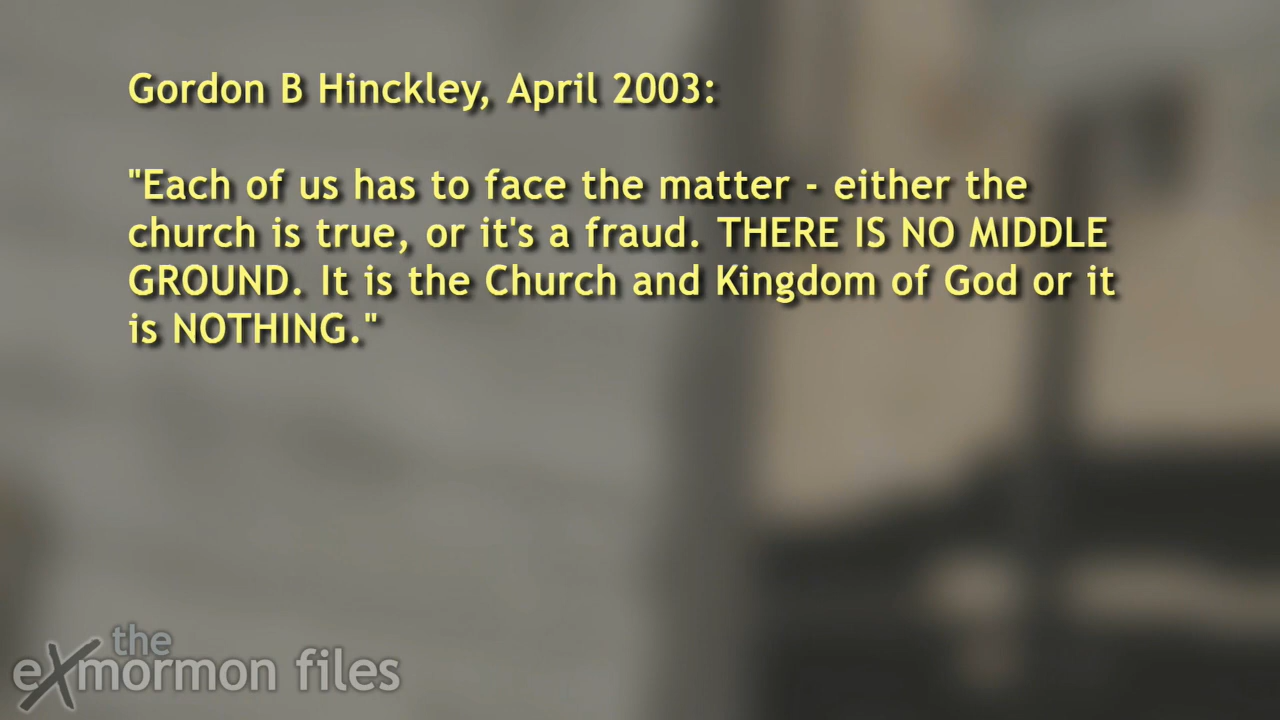 Gordon B Hinckley, April 2003:
"Each of us has to face the matter - either the
church is true, or it's a fraud. THERE IS NO MIDDLE
GROUND. It is the Church and Kingdom of God or it
is NOTHING."
the
exmormon files